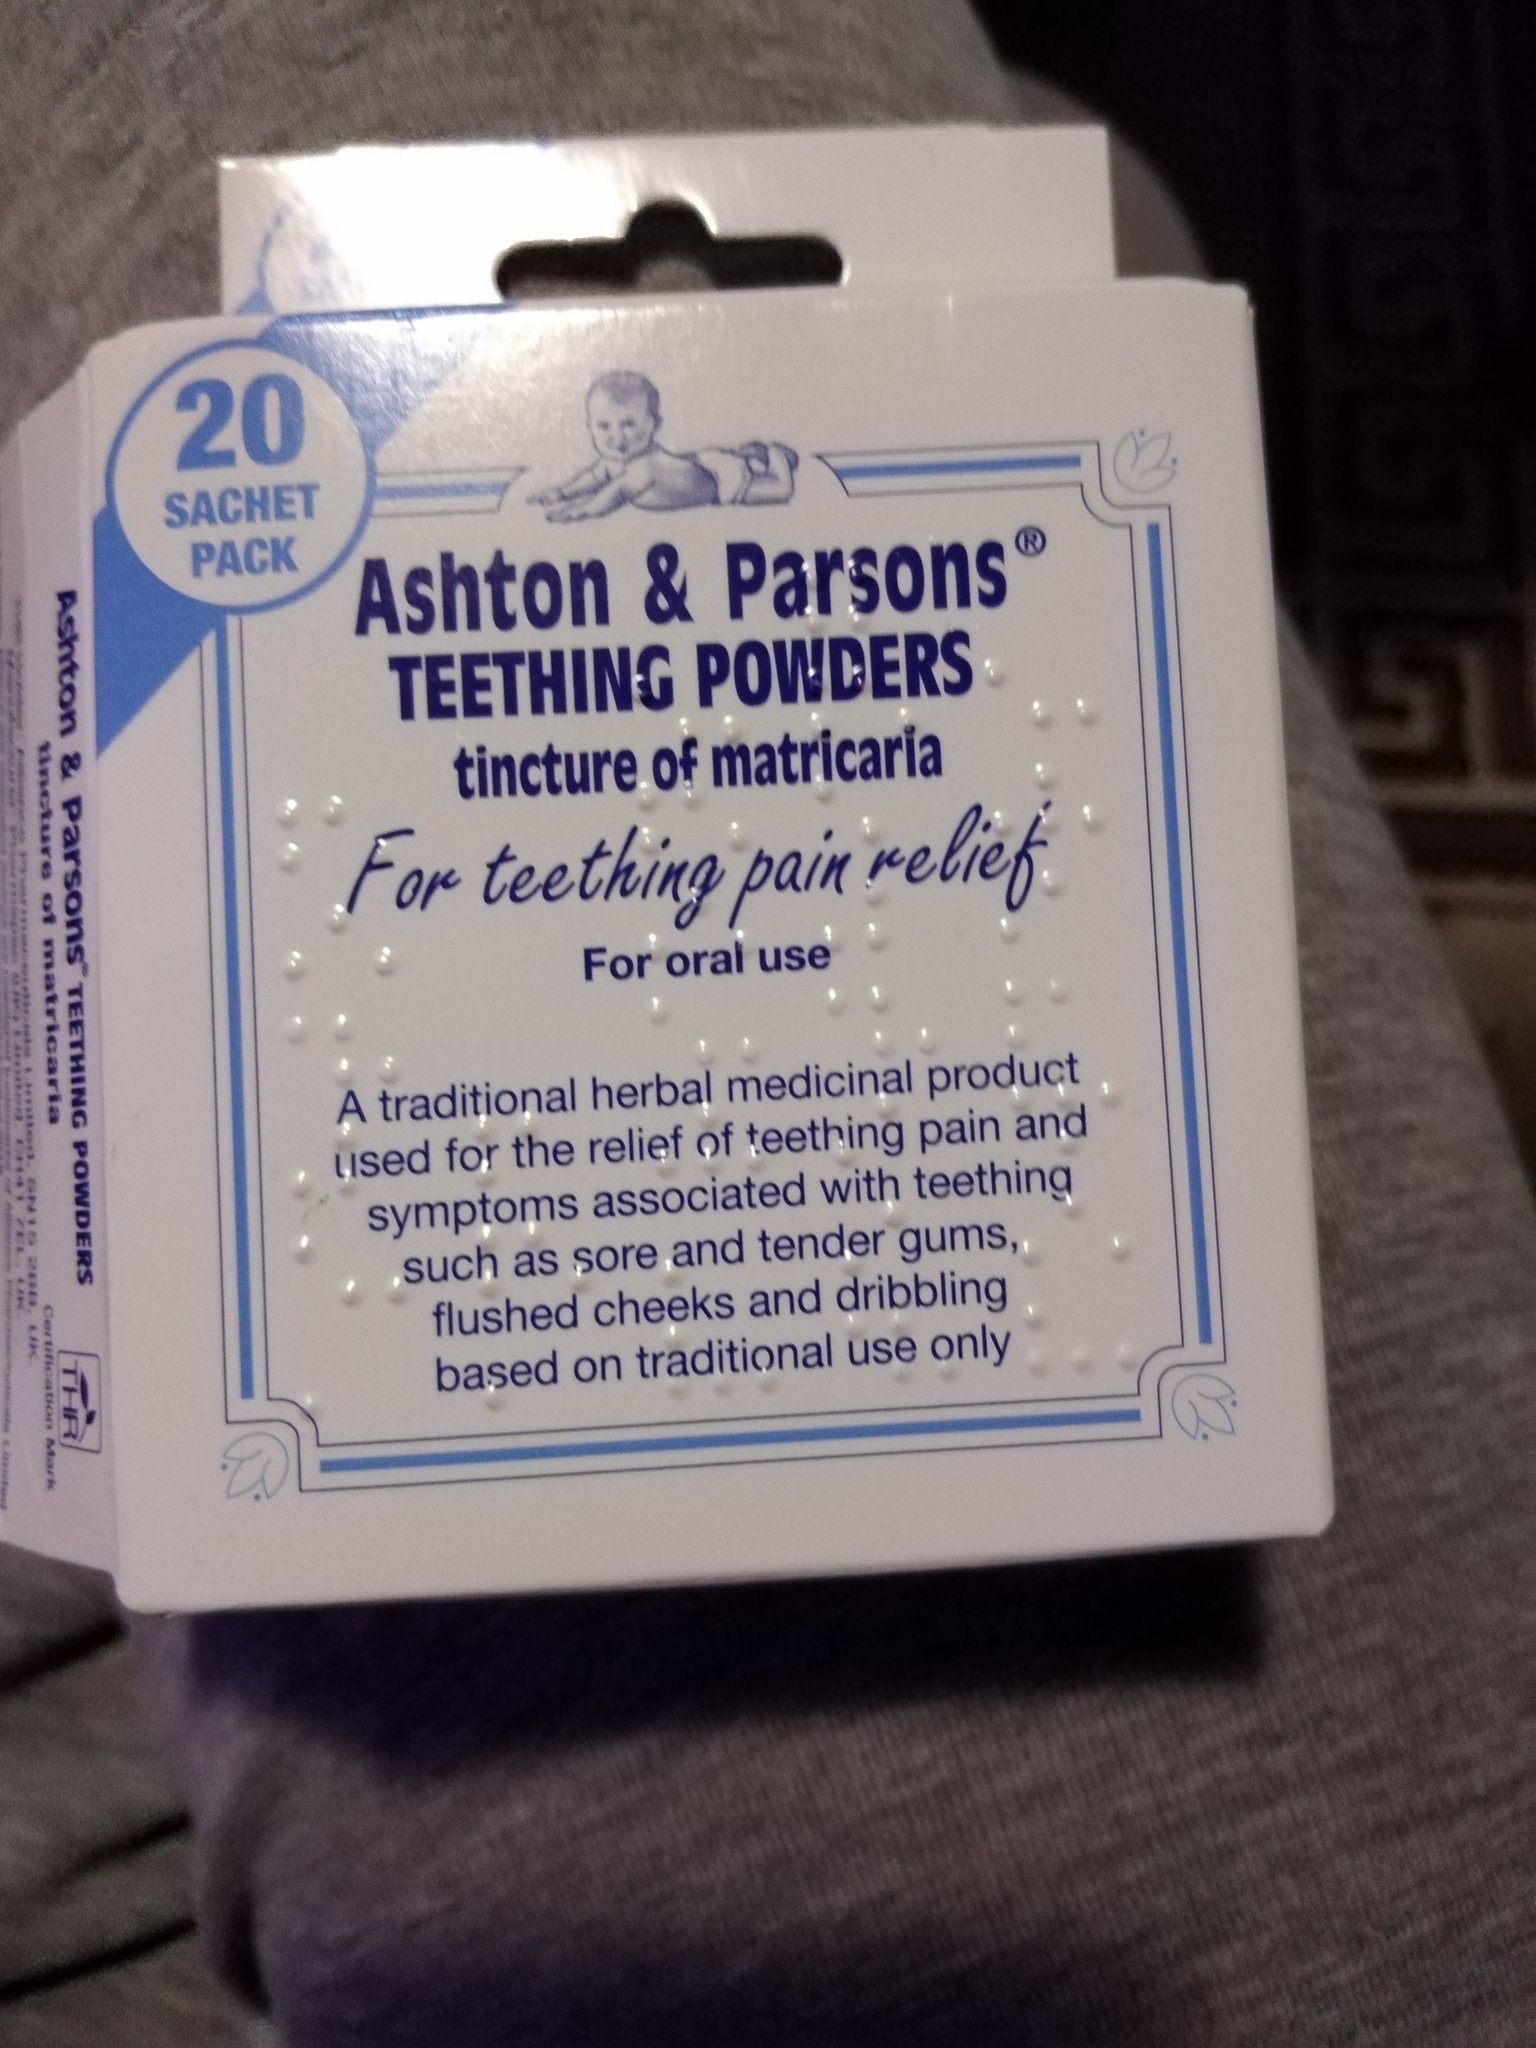 20
SACHET
PACK
Ashton & Parsons®
TEETHING POWDERS
tincture of matricaria
For teething pain relief
For oral use
A traditional herbal medicinal product
used for the relief of teething pain and
symptoms associated with teething
such as sore and tender gums,
flushed cheeks and dribbling
based on traditional use only
Ashton & Parsons® TEETHING POWDERS
tincture of matricaria
THR
Certification Mark